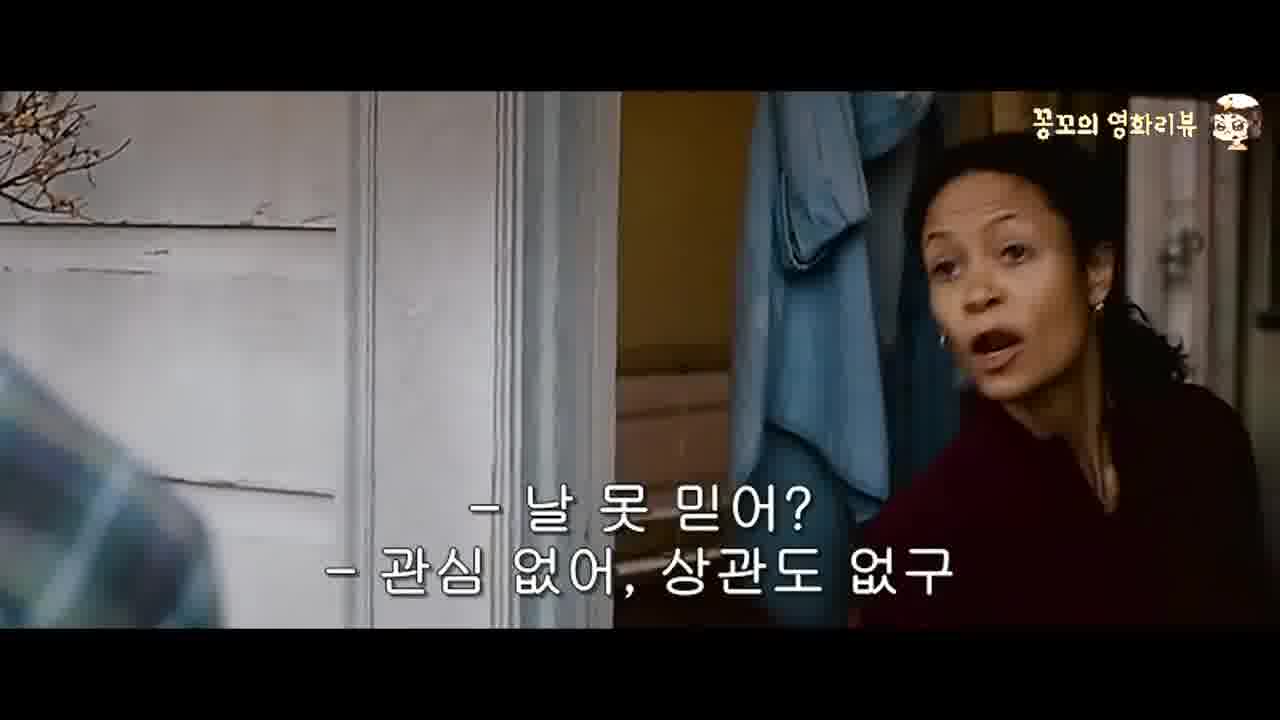 꽁꼬의 영화리뷰
- 날 못 믿어?
- 관심 없어, 상관도 없구